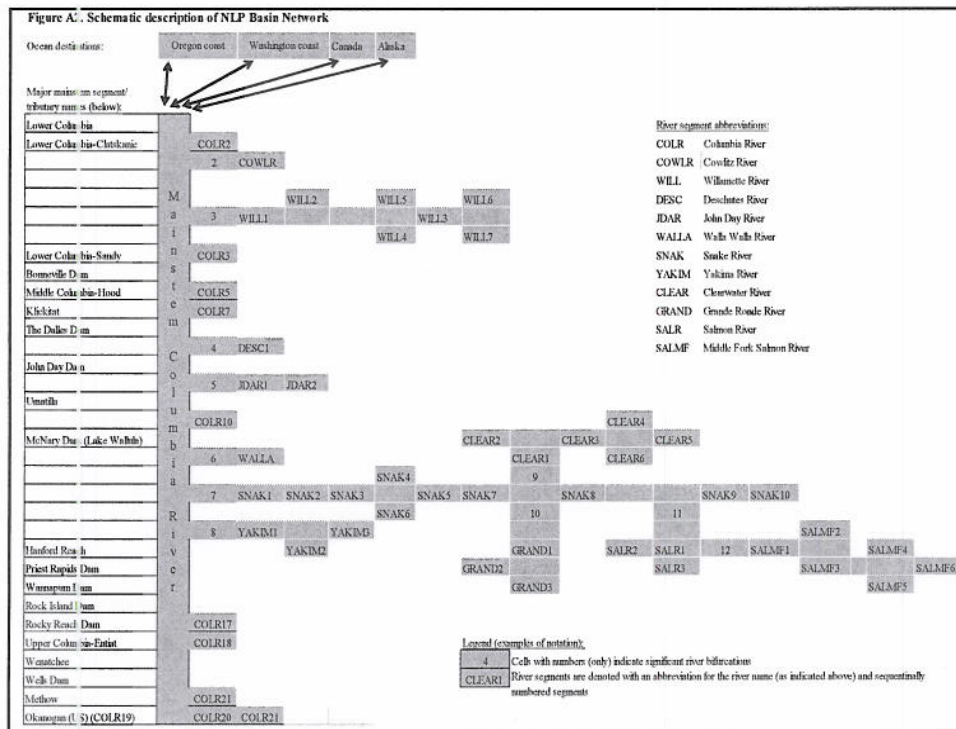 Figure A2. Schematic description of NLP Basin Network
Ocean destinations: Oregon coast Washington coast Canada Alaska
Major mainstem segment/
tributary names (below):
Lower Columbia
Lower Columbia-Clatskanie COLR2
2 COWLR
WILL2 WILL5 WILL6
3 WILL1 WILL3
WILL4 WILL7
Lower Columbia-Sandy COLR3
Bonneville Dam
Middle Columbia-Hood COLR5
Klickitat COLR7
The Dalles Dam
4 DESC1
John Day Dam
5 JDAR1 JDAR2
Umatilla
COLR10 CLEAR4
McNary Dam (Lake Wallula) CLEAR2 CLEAR3 CLEAR5
6 WALLA CLEAR1 CLEAR6
SNAK4 9
7 SNAK1 SNAK2 SNAK3 SNAK5 SNAK7 SNAK8 SNAK9 SNAK10
SNAK6 10 11
8 YAKIM1 YAKIM3 SALMF2
Hanford Reach YAKIM2 GRAND1 SALR2 SALR1 12 SALMF1 SALMF4
Priest Rapids Dam GRAND2 SALR3 SALMF3 SALMF6
Wanapum Dam GRAND3 SALMF5
Rock Island Dam
Rocky Reach Dam COLR17
Upper Columbia-Entiat COLR18
Wenatchee
Wells Dam
Methow COLR21
Okanogan (US) (COLR19) COLR20 COLR21
Mainstem Columbia River
River segment abbreviations:
COLR Columbia River
COWLR Cowlitz River
WILL Willamette River
DESC Deschutes River
JDAR John Day River
WALLA Walla Walla River
SNAK Snake River
YAKIM Yakima River
CLEAR Clearwater River
GRAND Grande Ronde River
SALR Salmon River
SALMF Middle Fork Salmon River
Legend (examples of notation):
4 Cells with numbers (only) indicate significant river bifurcations
CLEAR1 River segments are denoted with an abbreviation for the river name (as indicated above) and sequentially
numbered segments